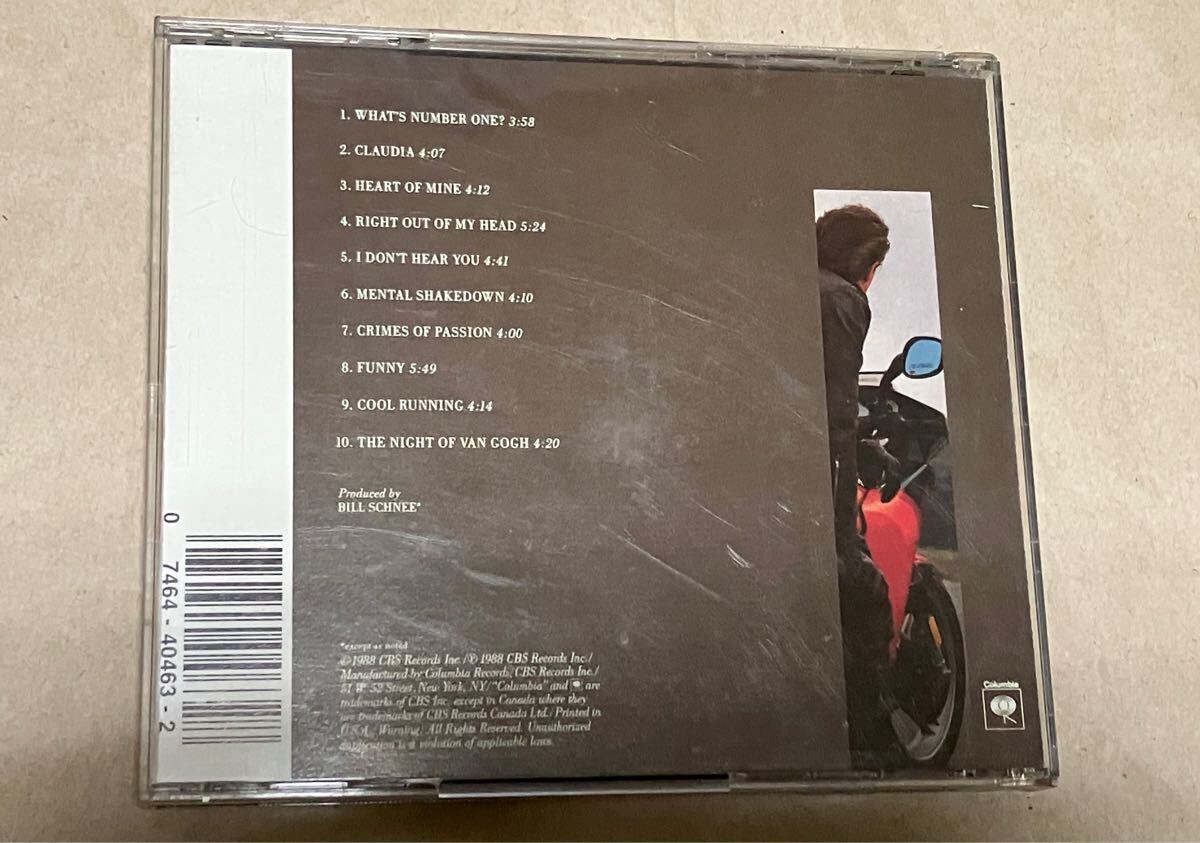 1. WHAT'S NUMBER ONE? 3:58
2. CLAUDIA 4:07
3. HEART OF MINE 4:12
4. RIGHT OUT OF MY HEAD 5:24
5. I DON'T HEAR YOU 4:41
6. MENTAL SHAKEDOWN 4:10
7. CRIMES OF PASSION 4:00
8. FUNNY 5:49
9. COOL RUNNING 4:14
10. THE NIGHT OF VAN GOGH 4:20
Produced by
BILL SCHNEE*
*except as noted
©1988 CBS Records Inc./℗ 1988 CBS Records Inc./
Manufactured by Columbia Records/CBS Records Inc./
51 W. 52 Street, New York, NY/"Columbia" and are
trademarks of CBS Inc. except in Canada where they
are trademarks of CBS Records Canada Ltd./Printed in
U.S.A./Warning: All Rights Reserved. Unauthorized
duplication is a violation of applicable laws.
0 7464-40463-2
Columbia